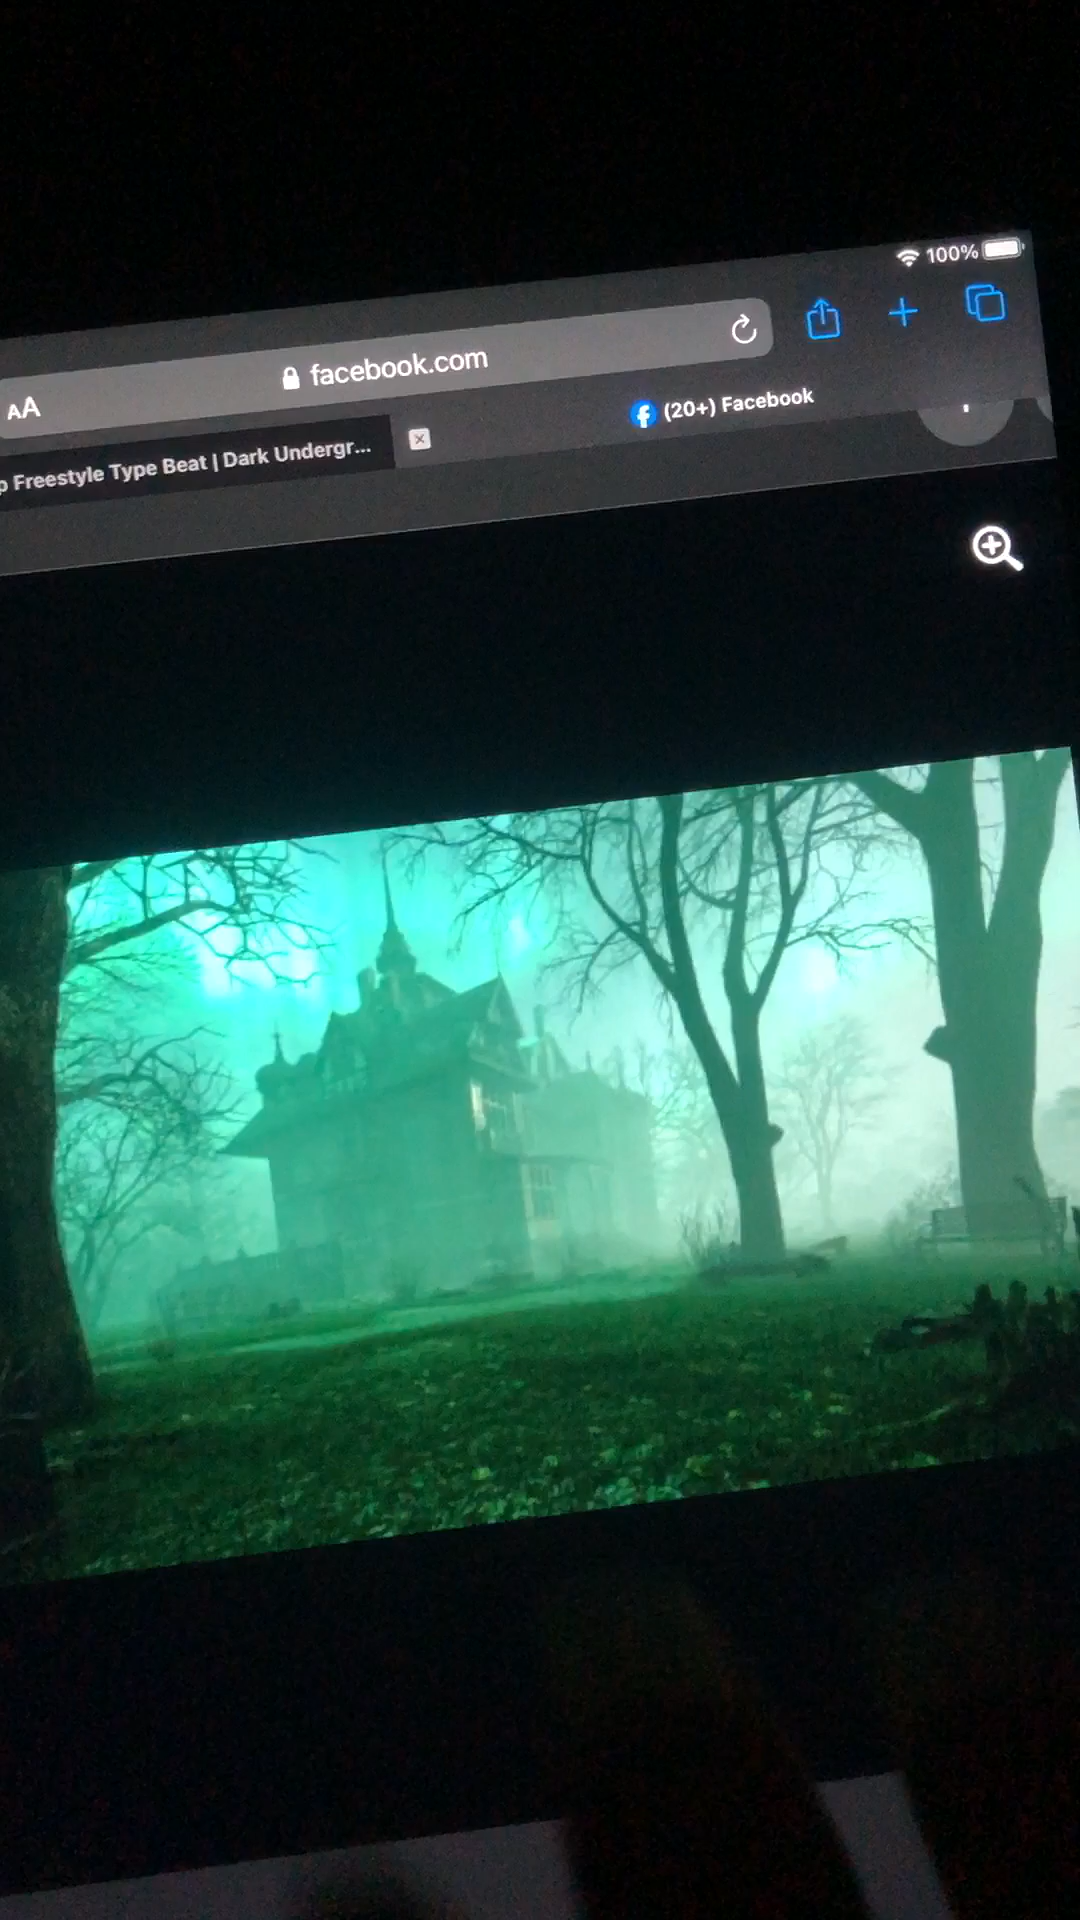 100%
AA
facebook.com
p Freestyle Type Beat | Dark Undergr...
(20+) Facebook